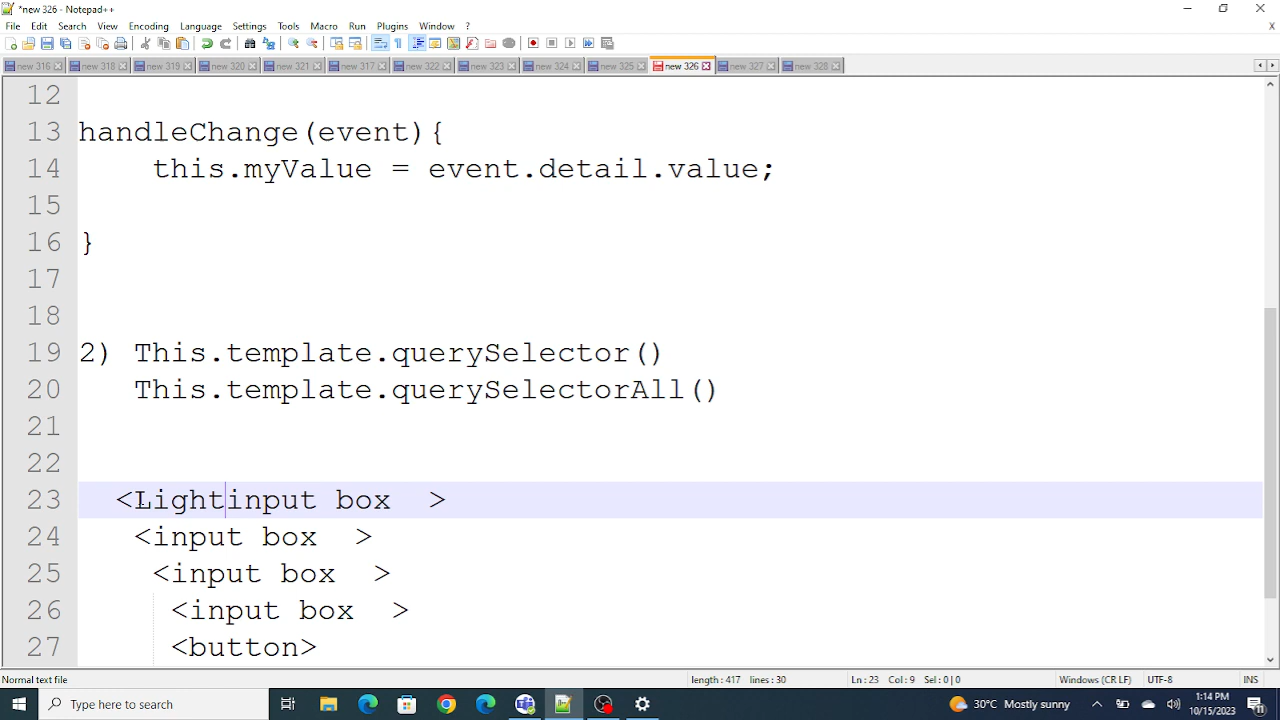 *new 326 - Notepad++
File Edit Search View Encoding Language Settings Tools Macro Run Plugins Window ? X
new 316 new 318 new 319 new 320 new 321 new 317 new 322 new 323 new 324 new 325 new 326 new 327 new 328
12
13 handleChange(event){
14 this.myValue = event.detail.value;
15
16 }
17
18
19 2) This.template.querySelector()
20 This.template.querySelectorAll()
21
22
23 <Lightinput box >
24 <input box >
25 <input box >
26 <input box >
27 <button>
Normal text file length : 417 lines : 30 Ln : 23 Col : 9 Sel : 0 | 0 Windows (CR LF) UTF-8 INS
Type here to search 30°C Mostly sunny 1:14 PM
10/15/2023